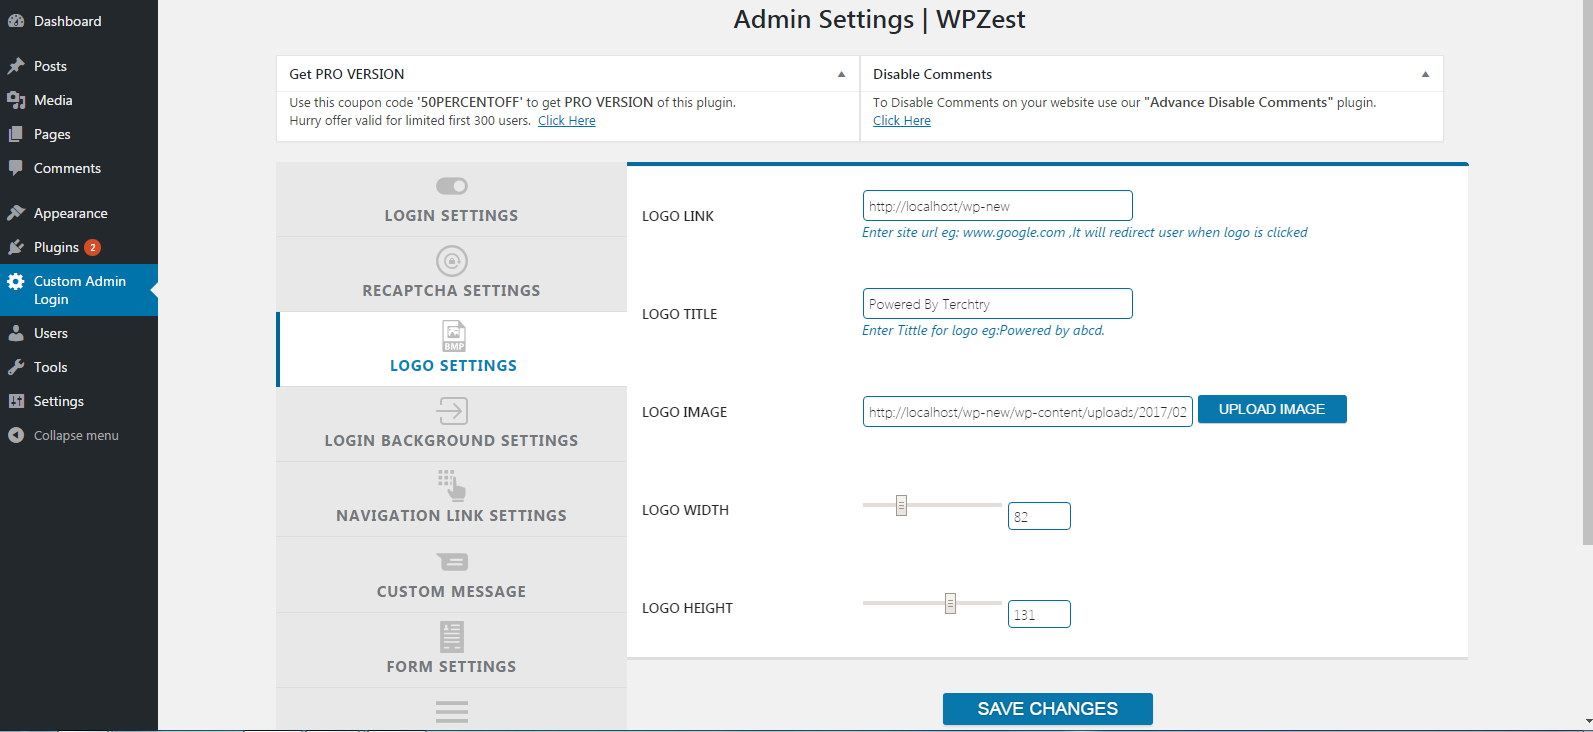 Dashboard
Posts
Media
Pages
Comments
Appearance
Plugins 2
Custom Admin
Login
Users
Tools
Settings
Collapse menu
Admin Settings | WPZest
Get PRO VERSION
Use this coupon code '50PERCENTOFF' to get PRO VERSION of this plugin.
Hurry offer valid for limited first 300 users. Click Here
Disable Comments
To Disable Comments on your website use our "Advance Disable Comments" plugin.
Click Here
LOGIN SETTINGS
RECAPTCHA SETTINGS
BMP
LOGO SETTINGS
LOGIN BACKGROUND SETTINGS
NAVIGATION LINK SETTINGS
CUSTOM MESSAGE
FORM SETTINGS
LOGO LINK
http://localhost/wp-new
Enter site url eg: www.google.com ,It will redirect user when logo is clicked
LOGO TITLE
Powered By Terchtry
Enter Tittle for logo eg:Powered by abcd.
LOGO IMAGE
http://localhost/wp-new/wp-content/uploads/2017/02
UPLOAD IMAGE
LOGO WIDTH
82
LOGO HEIGHT
131
SAVE CHANGES